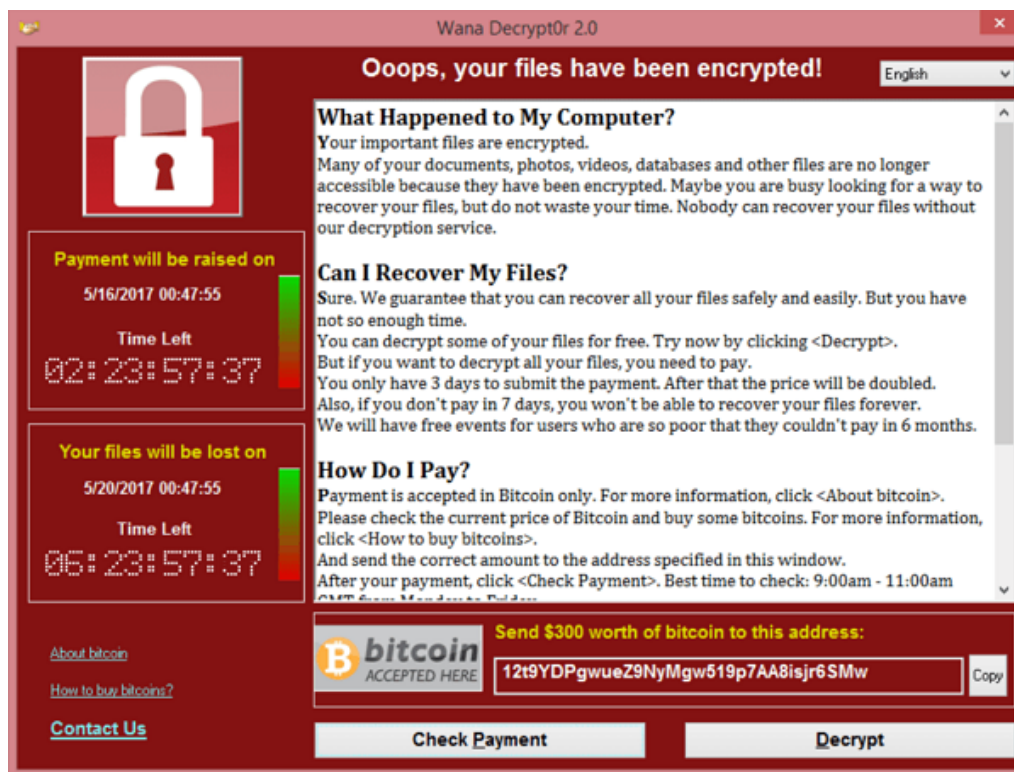 Wana Decrypt0r 2.0
Ooops, your files have been encrypted!
English
What Happened to My Computer?
Your important files are encrypted.
Many of your documents, photos, videos, databases and other files are no longer
accessible because they have been encrypted. Maybe you are busy looking for a way to
recover your files, but do not waste your time. Nobody can recover your files without
our decryption service.
Can I Recover My Files?
Sure. We guarantee that you can recover all your files safely and easily. But you have
not so enough time.
You can decrypt some of your files for free. Try now by clicking <Decrypt>.
But if you want to decrypt all your files, you need to pay.
You only have 3 days to submit the payment. After that the price will be doubled.
Also, if you don't pay in 7 days, you won't be able to recover your files forever.
We will have free events for users who are so poor that they couldn't pay in 6 months.
How Do I Pay?
Payment is accepted in Bitcoin only. For more information, click <About bitcoin>.
Please check the current price of Bitcoin and buy some bitcoins. For more information,
click <How to buy bitcoins>.
And send the correct amount to the address specified in this window.
After your payment, click <Check Payment>. Best time to check: 9:00am - 11:00am
GMT from Monday to Friday.
Payment will be raised on
5/16/2017 00:47:55
Time Left
02:23:57:37
Your files will be lost on
5/20/2017 00:47:55
Time Left
06:23:57:37
About bitcoin
How to buy bitcoins?
Contact Us
bitcoin
ACCEPTED HERE
Send $300 worth of bitcoin to this address:
12t9YDPgwueZ9NyMgw519p7AA8isjr6SMw
Copy
Check Payment
Decrypt